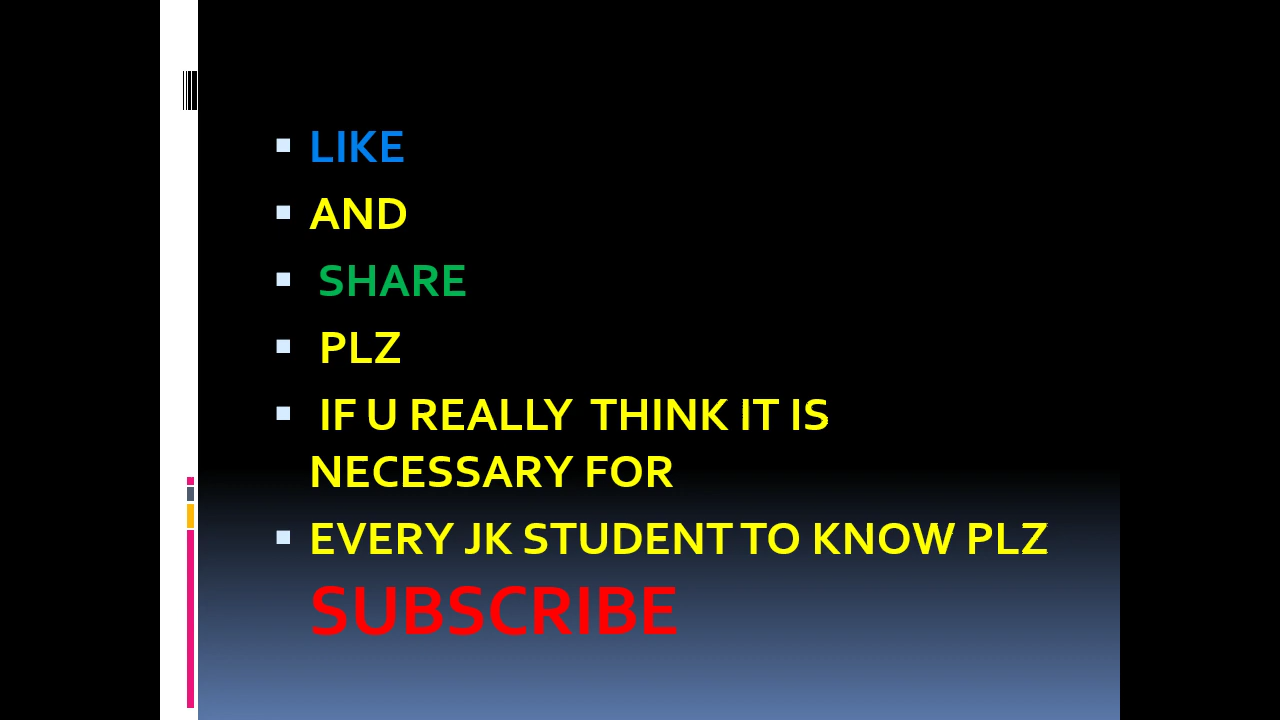 LIKE
AND
SHARE
PLZ
IF U REALLY THINK IT IS
NECESSARY FOR
EVERY JK STUDENT TO KNOW PLZ
SUBSCRIBE